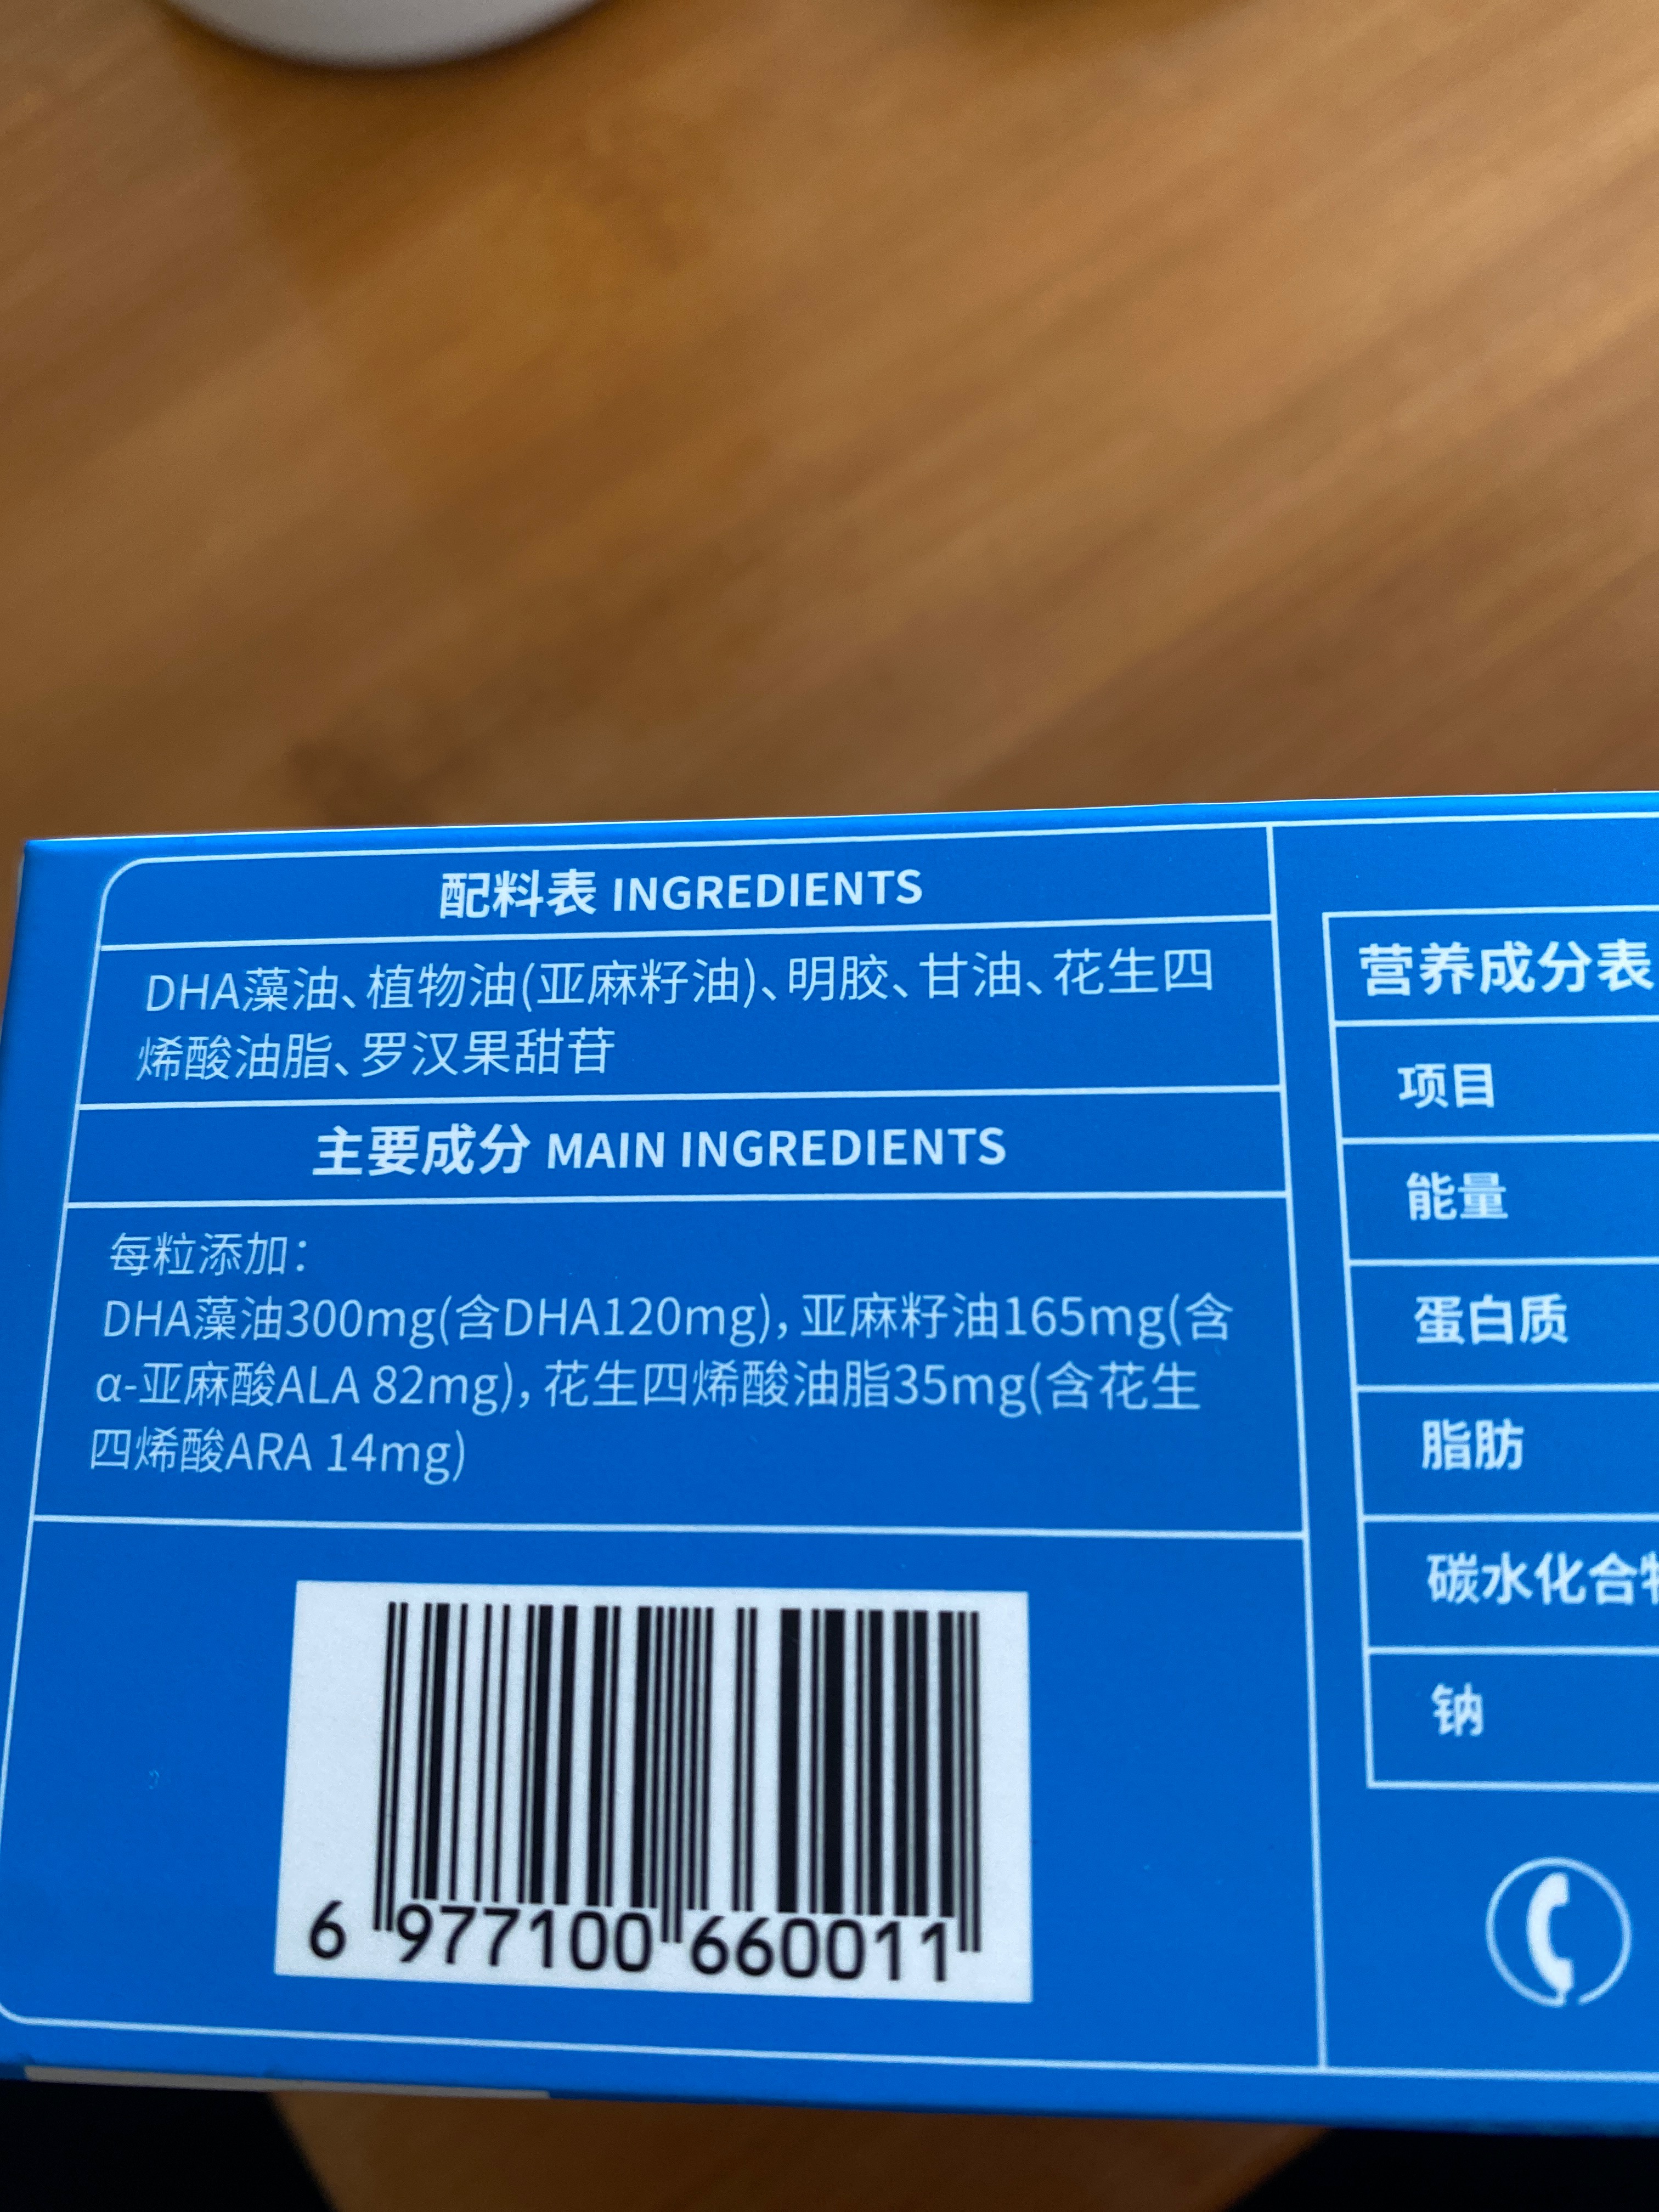 配料表 INGREDIENTS
DHA藻油、植物油(亚麻籽油)、明胶、甘油、花生四
烯酸油脂、罗汉果甜苷
主要成分 MAIN INGREDIENTS
每粒添加：
DHA藻油300mg(含DHA120mg)，亚麻籽油165mg(含
α-亚麻酸ALA 82mg)，花生四烯酸油脂35mg(含花生
四烯酸ARA 14mg)
6 977100 660011
营养成分表
项目
能量
蛋白质
脂肪
碳水化合物
钠